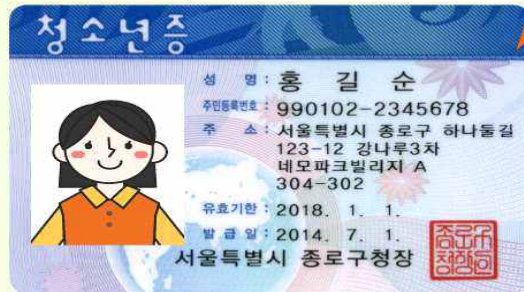 청소년증
성 명 : 홍 길 순
주민등록번호 : 990102-2345678
주 소 : 서울특별시 종로구 하나둘길
123-12 강나루3차
네모파크빌리지 A
304-302
유효기한 : 2018. 1. 1.
발급일 : 2014. 7. 1.
서울특별시 종로구청장